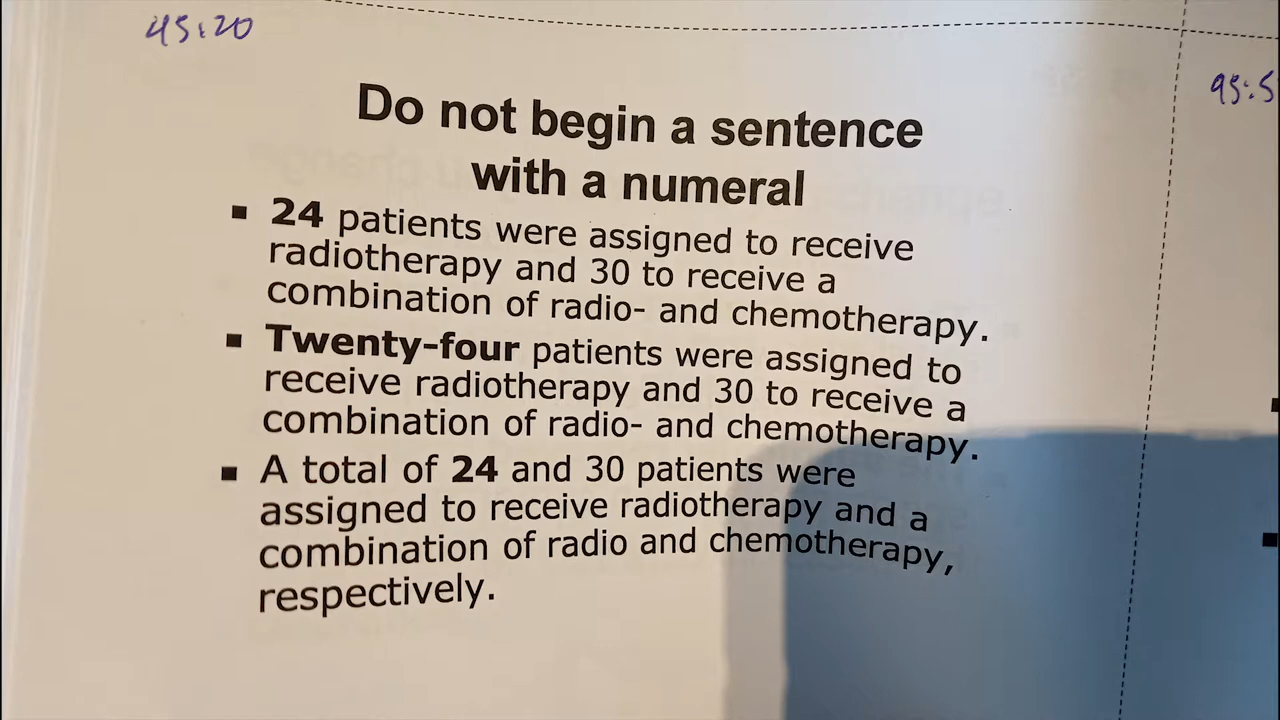 45:20
Do not begin a sentence
with a numeral
▪ 24 patients were assigned to receive
radiotherapy and 30 to receive a
combination of radio- and chemotherapy.
▪ Twenty-four patients were assigned to
receive radiotherapy and 30 to receive a
combination of radio- and chemotherapy.
▪ A total of 24 and 30 patients were
assigned to receive radiotherapy and a
combination of radio and chemotherapy,
respectively.